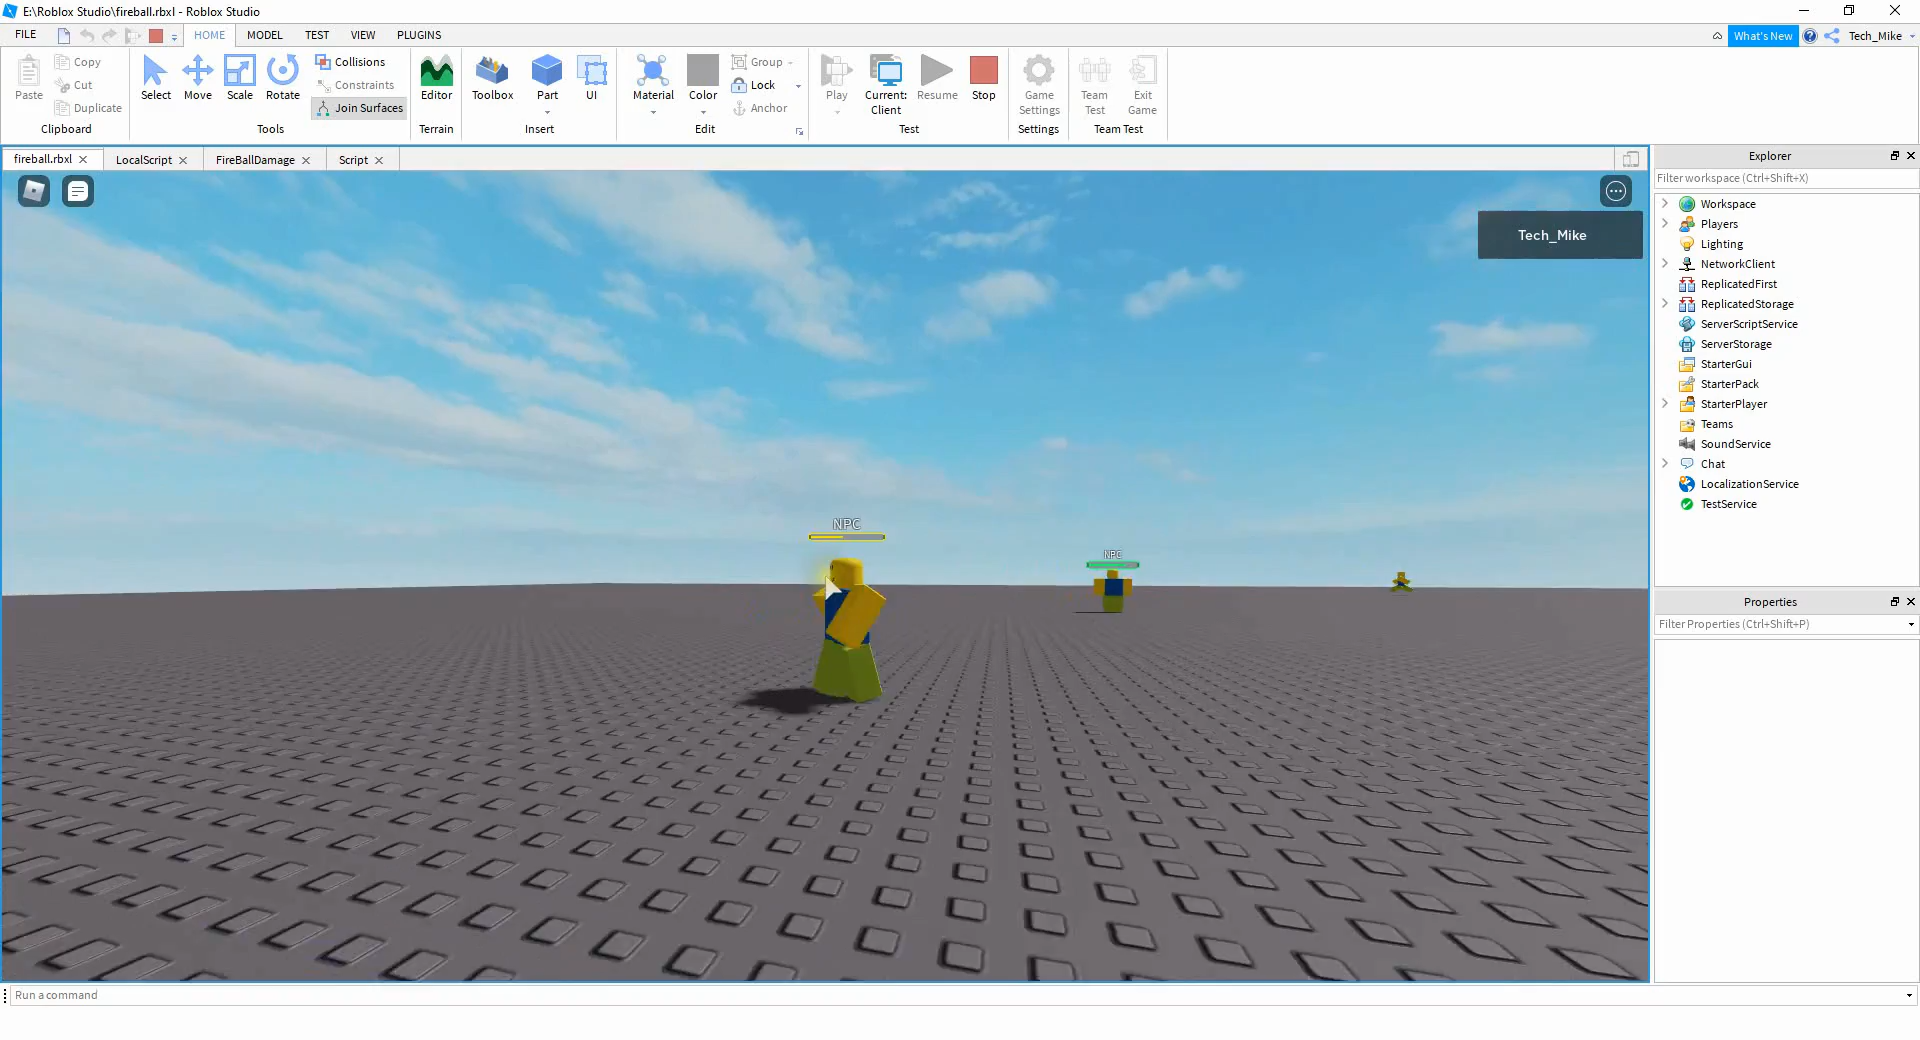 E:\Roblox Studio\fireball.rbxl - Roblox Studio
FILE HOME MODEL TEST VIEW PLUGINS What's New Tech_Mike
Paste Copy Cut Duplicate
Clipboard
Select Move Scale Rotate Collisions Constraints Join Surfaces
Tools
Editor
Terrain
Toolbox Part UI
Insert
Material Color Group Lock Anchor
Edit
Play Current: Client Resume Stop
Test
Game Settings
Settings
Team Test Exit Game
Team Test
fireball.rbxl LocalScript FireBallDamage Script
Tech_Mike
NPC
NPC
Explorer
Filter workspace (Ctrl+Shift+X)
Workspace
Players
Lighting
NetworkClient
ReplicatedFirst
ReplicatedStorage
ServerScriptService
ServerStorage
StarterGui
StarterPack
StarterPlayer
Teams
SoundService
Chat
LocalizationService
TestService
Properties
Filter Properties (Ctrl+Shift+P)
Run a command